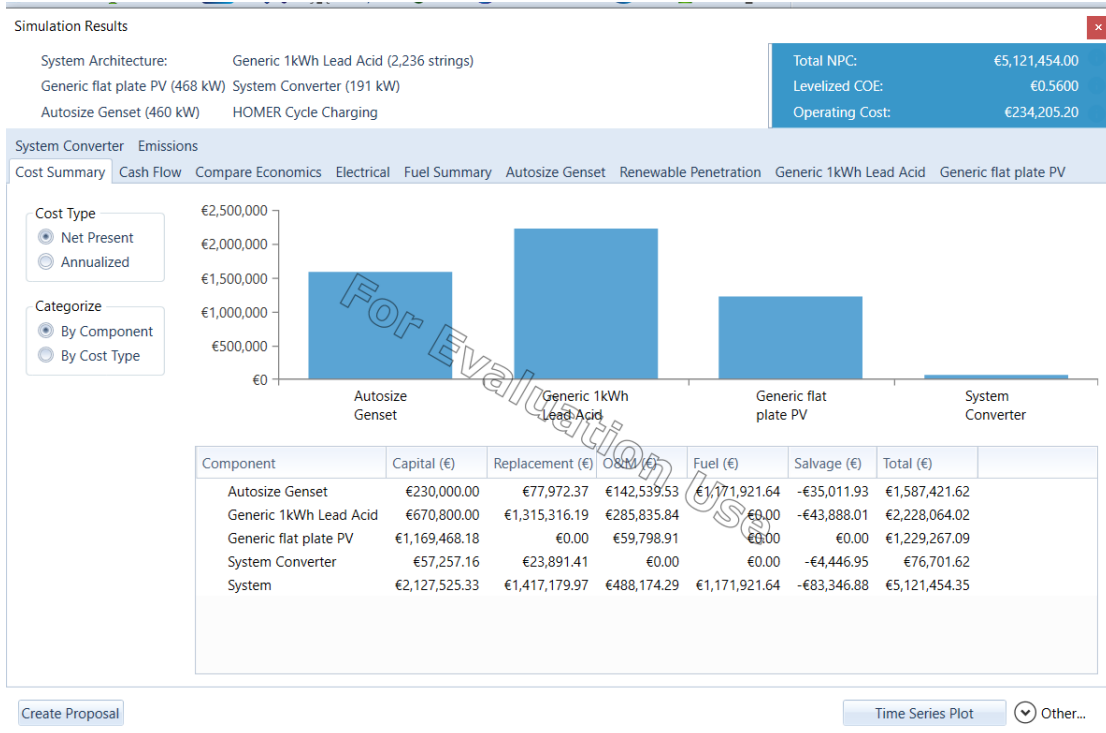 Simulation Results
System Architecture: Generic 1kWh Lead Acid (2,236 strings)
Generic flat plate PV (468 kW) System Converter (191 kW)
Autosize Genset (460 kW) HOMER Cycle Charging
Total NPC: €5,121,454.00
Levelized COE: €0.5600
Operating Cost: €234,205.20
System Converter Emissions
Cost Summary Cash Flow Compare Economics Electrical Fuel Summary Autosize Genset Renewable Penetration Generic 1kWh Lead Acid Generic flat plate PV
Cost Type
Net Present
Annualized
Categorize
By Component
By Cost Type
€2,500,000
€2,000,000
€1,500,000
€1,000,000
€500,000
€0
Autosize Genset
Generic 1kWh Lead Acid
Generic flat plate PV
System Converter
For Evaluation Use
Component Capital (€) Replacement (€) O&M (€) Fuel (€) Salvage (€) Total (€)
Autosize Genset €230,000.00 €77,972.37 €142,539.53 €1,171,921.64 -€35,011.93 €1,587,421.62
Generic 1kWh Lead Acid €670,800.00 €1,315,316.19 €285,835.84 €0.00 -€43,888.01 €2,228,064.02
Generic flat plate PV €1,169,468.18 €0.00 €59,798.91 €0.00 €0.00 €1,229,267.09
System Converter €57,257.16 €23,891.41 €0.00 €0.00 -€4,446.95 €76,701.62
System €2,127,525.33 €1,417,179.97 €488,174.29 €1,171,921.64 -€83,346.88 €5,121,454.35
Create Proposal
Time Series Plot
Other...